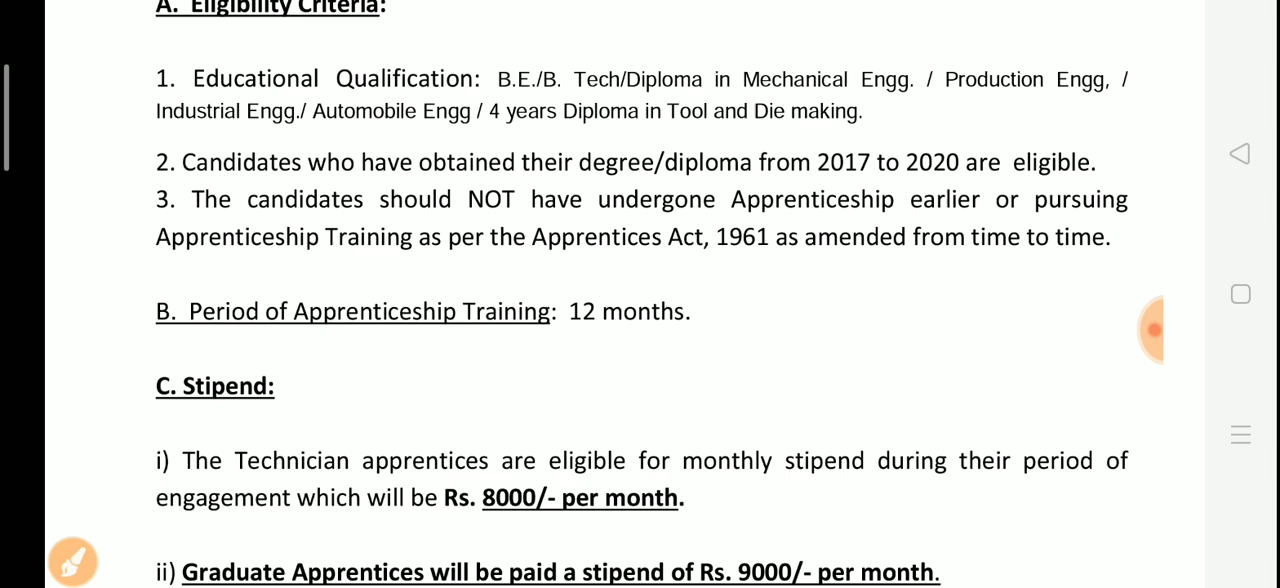 A. Eligibility Criteria:
1. Educational Qualification: B.E./B. Tech/Diploma in Mechanical Engg. / Production Engg, /
Industrial Engg./ Automobile Engg / 4 years Diploma in Tool and Die making.
2. Candidates who have obtained their degree/diploma from 2017 to 2020 are eligible.
3. The candidates should NOT have undergone Apprenticeship earlier or pursuing
Apprenticeship Training as per the Apprentices Act, 1961 as amended from time to time.
B. Period of Apprenticeship Training: 12 months.
C. Stipend:
i) The Technician apprentices are eligible for monthly stipend during their period of
engagement which will be Rs. 8000/- per month.
ii) Graduate Apprentices will be paid a stipend of Rs. 9000/- per month.